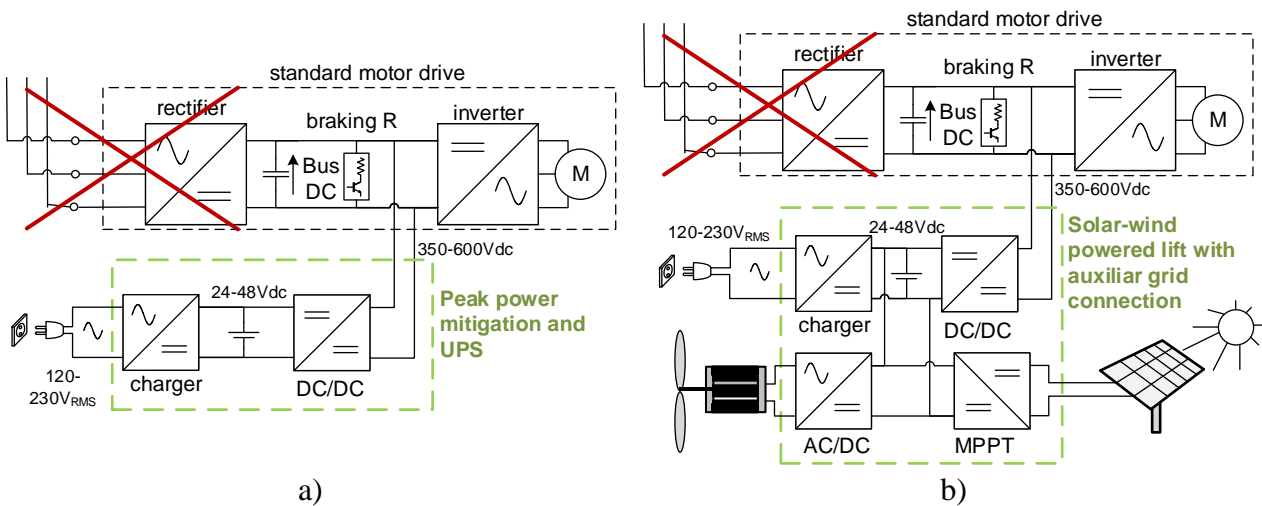 standard motor drive
rectifier
braking R
inverter
Bus
DC
M
350-600Vdc
24-48Vdc
Peak power
mitigation and
UPS
120-
230VRMS
charger
DC/DC
a)
standard motor drive
rectifier
braking R
inverter
Bus
DC
M
350-600Vdc
120-230VRMS
24-48Vdc
Solar-wind
powered lift with
auxiliar grid
connection
charger
DC/DC
AC/DC
MPPT
b)